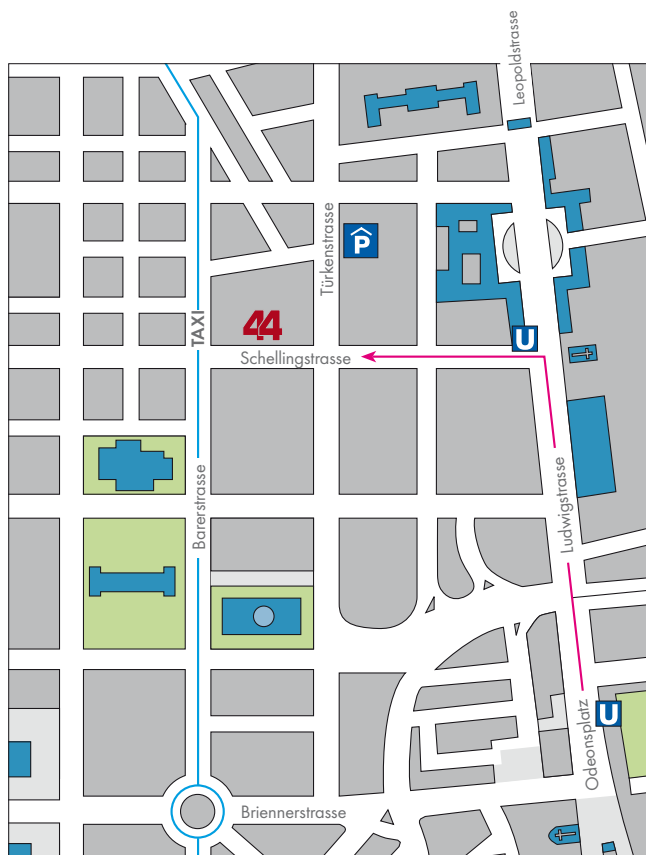 Leopoldstrasse
Türkenstrasse
P
TAXI
44
U
Schellingstrasse
Barerstrasse
Ludwigstrasse
U
Odeonsplatz
Briennerstrasse